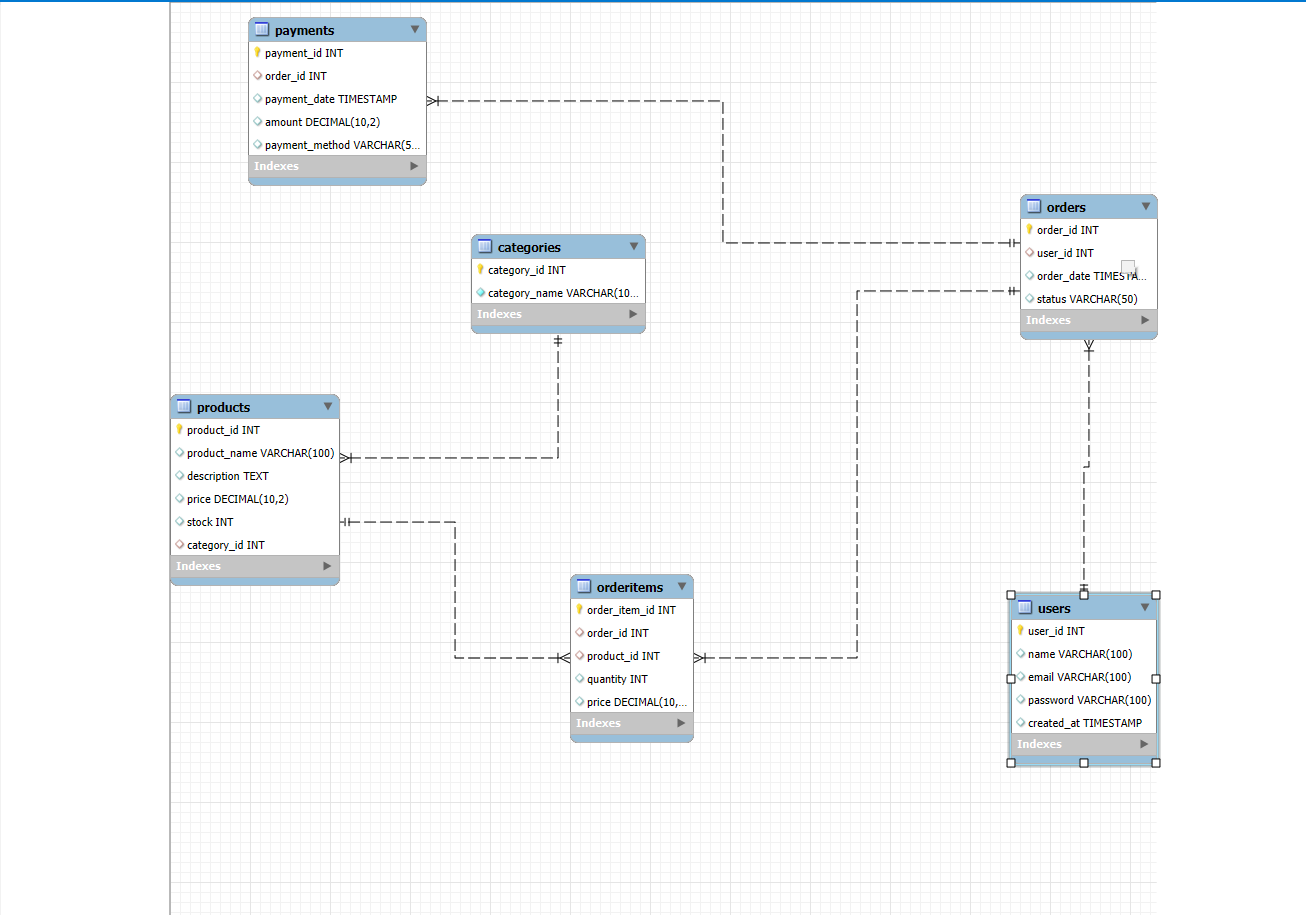 payments
payment_id INT
order_id INT
payment_date TIMESTAMP
amount DECIMAL(10,2)
payment_method VARCHAR(5...
Indexes
categories
category_id INT
category_name VARCHAR(10...
Indexes
orders
order_id INT
user_id INT
order_date TIMESTA...
status VARCHAR(50)
Indexes
products
product_id INT
product_name VARCHAR(100)
description TEXT
price DECIMAL(10,2)
stock INT
category_id INT
Indexes
orderitems
order_item_id INT
order_id INT
product_id INT
quantity INT
price DECIMAL(10,...
Indexes
users
user_id INT
name VARCHAR(100)
email VARCHAR(100)
password VARCHAR(100)
created_at TIMESTAMP
Indexes